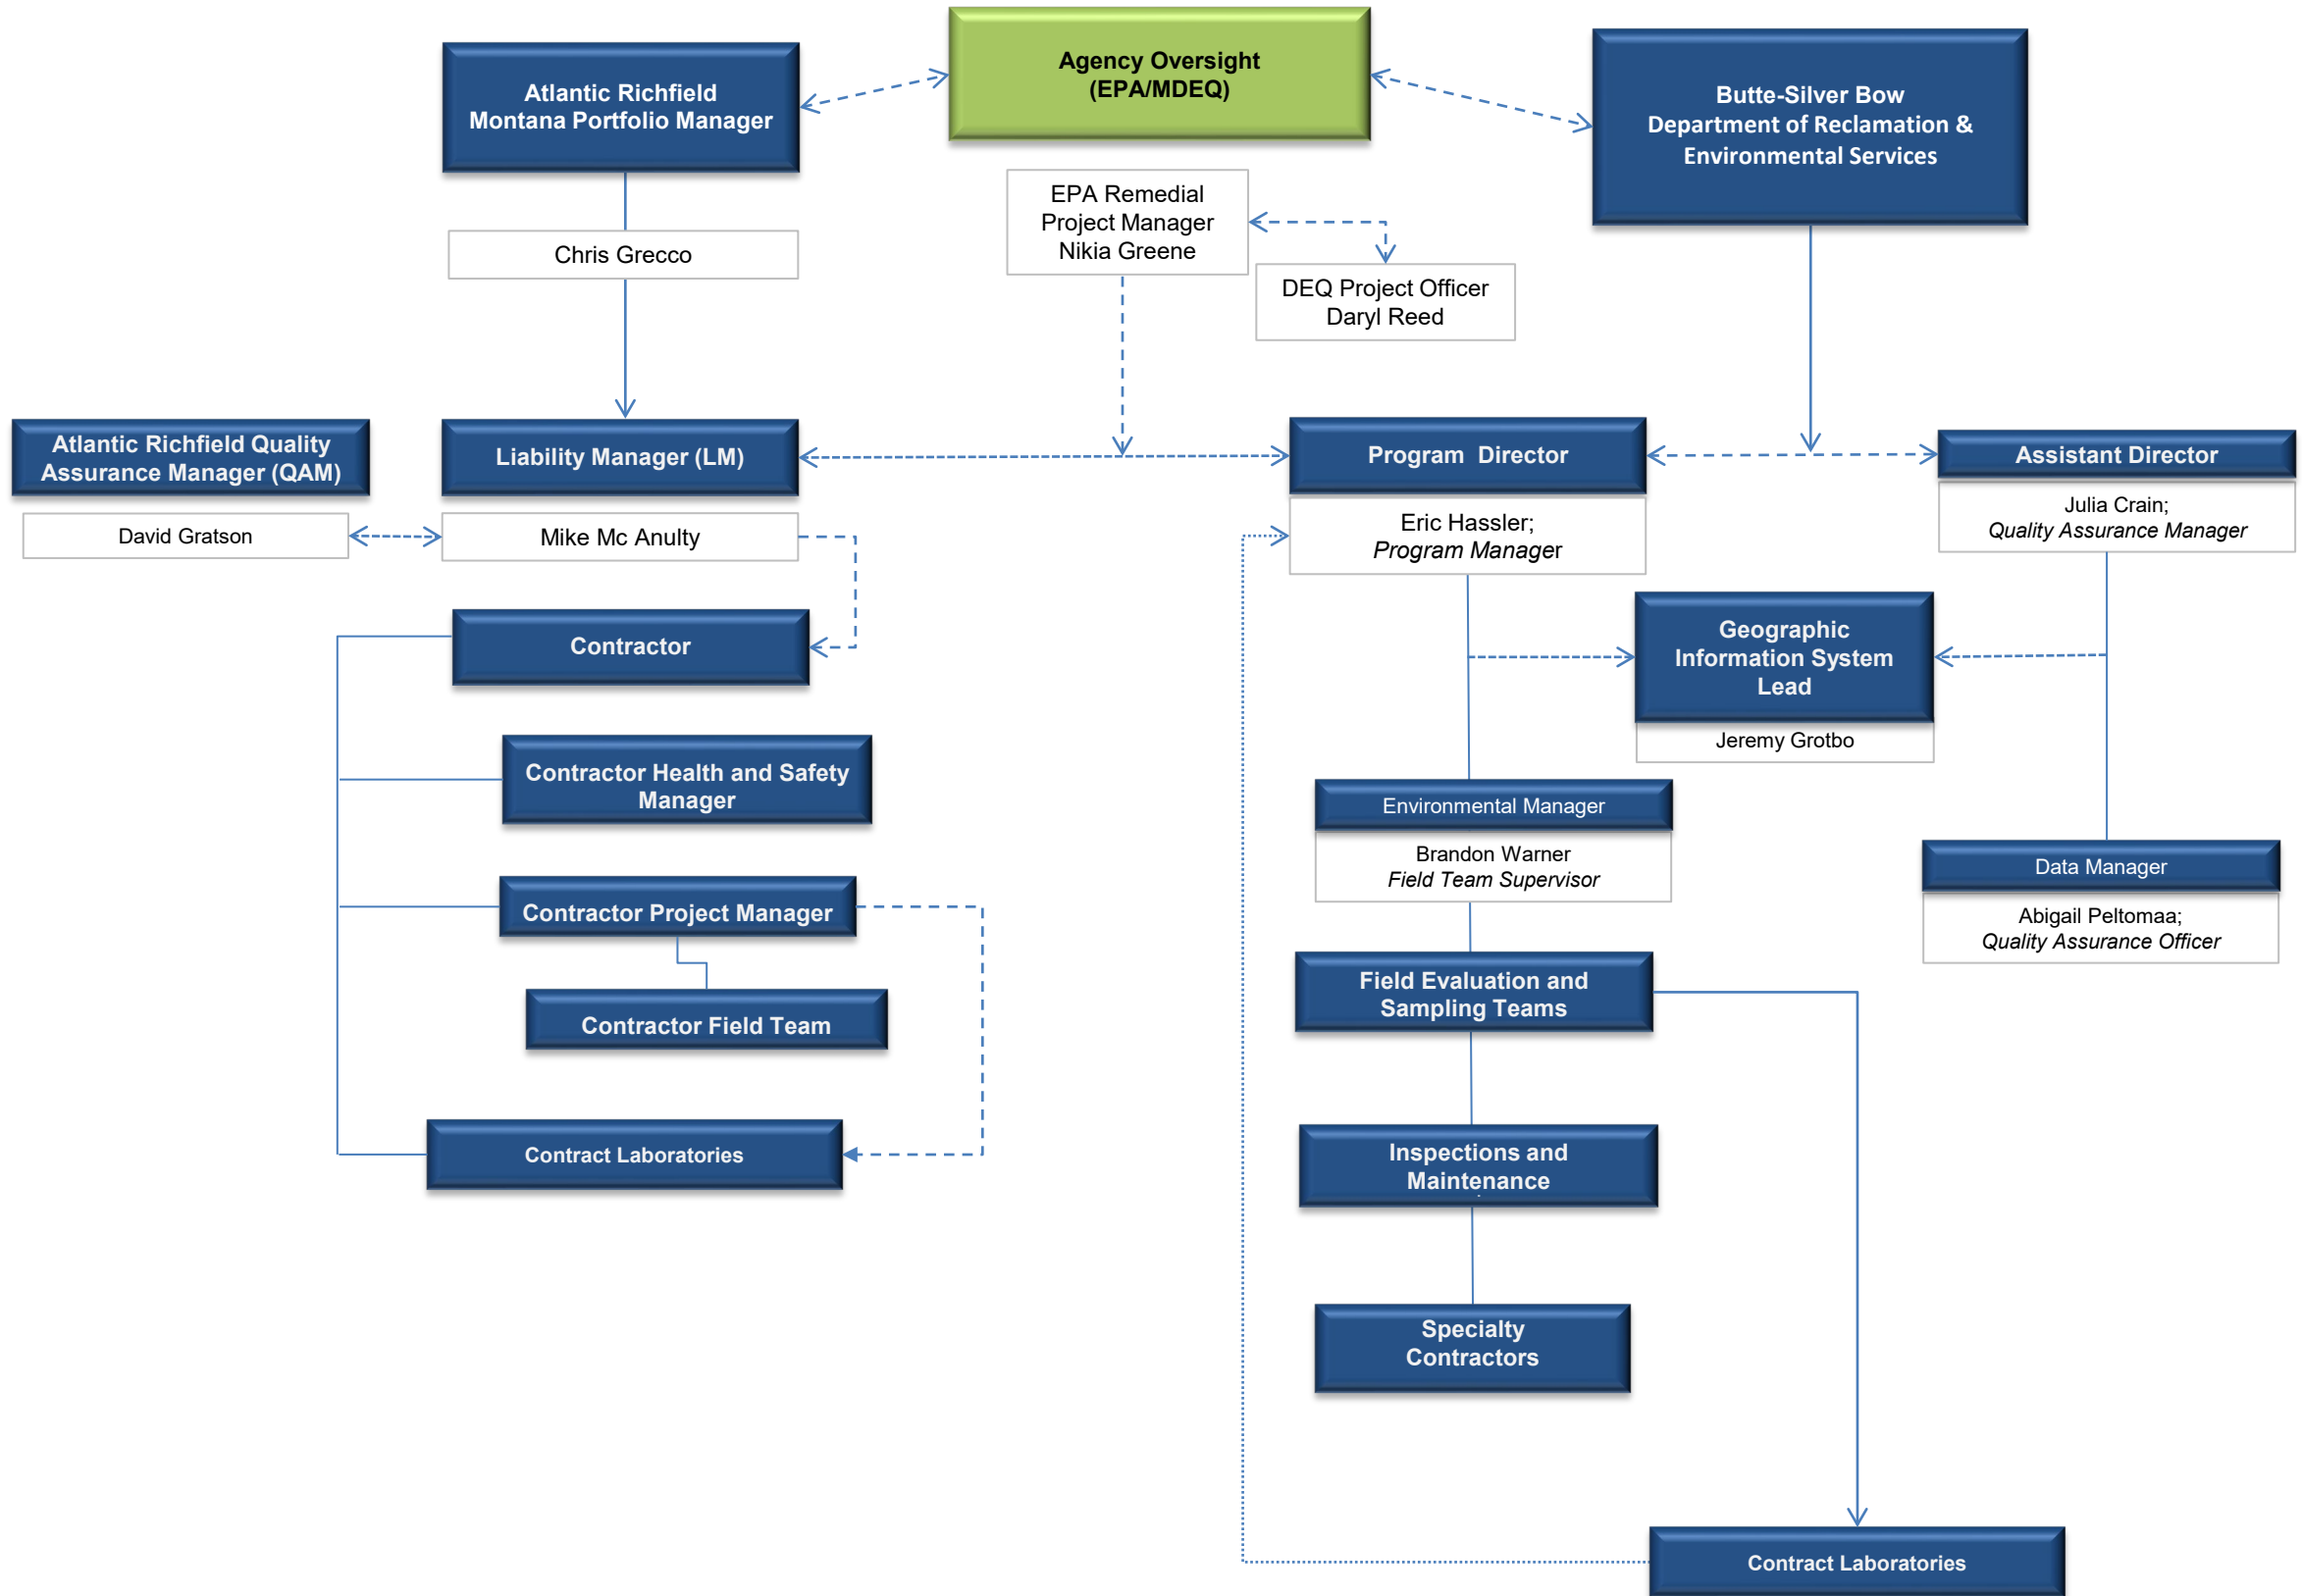 Agency Oversight
(EPA/MDEQ)
Atlantic Richfield
Montana Portfolio Manager
Butte-Silver Bow
Department of Reclamation &
Environmental Services
EPA Remedial
Project Manager
Nikia Greene
Chris Grecco
DEQ Project Officer
Daryl Reed
Atlantic Richfield Quality
Assurance Manager (QAM)
Liability Manager (LM)
Program  Director
Assistant Director
David Gratson
Mike Mc Anulty
Eric Hassler;
Program Manager
Julia Crain;
Quality Assurance Manager
Contractor
Geographic
Information System
Lead
Jeremy Grotbo
Contractor Health and Safety
Manager
Environmental Manager
Brandon Warner
Field Team Supervisor
Data Manager
Abigail Peltomaa;
Quality Assurance Officer
Contractor Project Manager
Contractor Field Team
Field Evaluation and
Sampling Teams
Contract Laboratories
Inspections and
Maintenance
Specialty
Contractors
Contract Laboratories